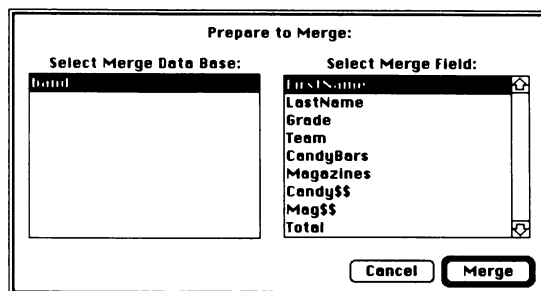 Prepare to Merge:
Select Merge Data Base:
band
Select Merge Field:
FirstName
LastName
Grade
Team
CandyBars
Magazines
Candy$$
Mag$$
Total
Cancel
Merge